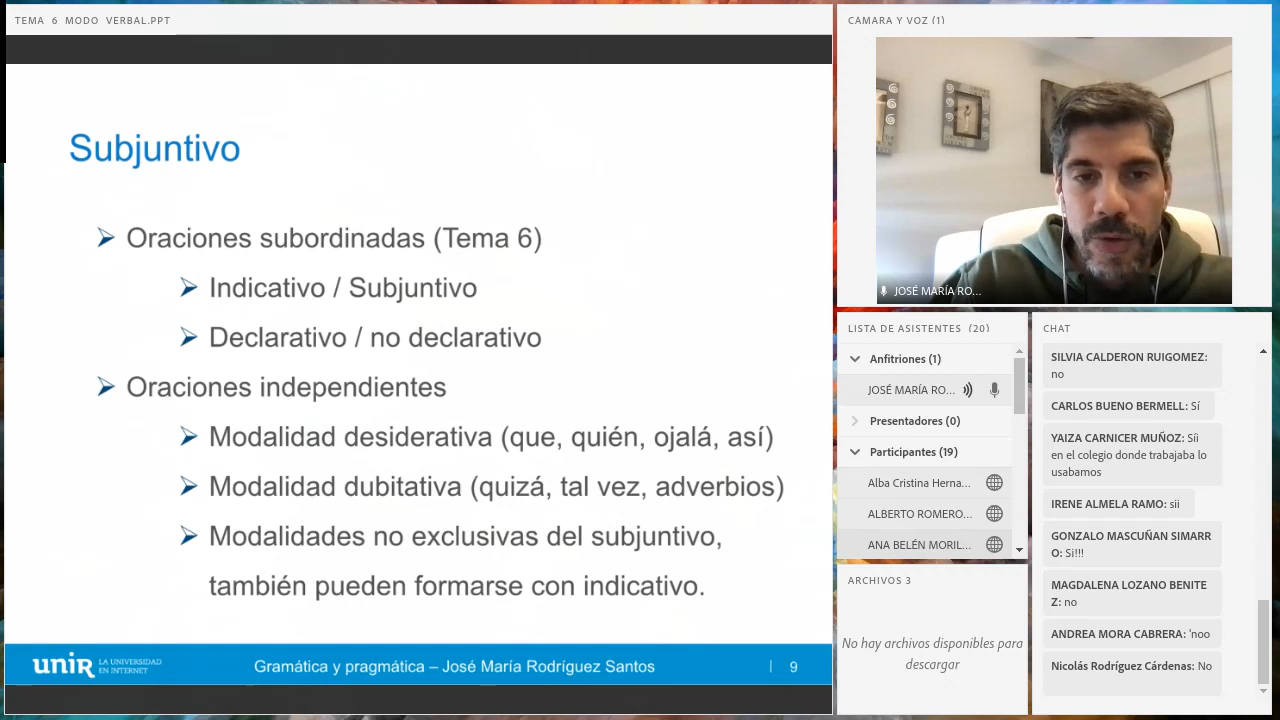 TEMA 6 MODO VERBAL.PPT
Subjuntivo
Oraciones subordinadas (Tema 6)
Indicativo / Subjuntivo
Declarativo / no declarativo
Oraciones independientes
Modalidad desiderativa (que, quién, ojalá, así)
Modalidad dubitativa (quizá, tal vez, adverbios)
Modalidades no exclusivas del subjuntivo,
también pueden formarse con indicativo.
unir LA UNIVERSIDAD
EN INTERNET
Gramática y pragmática – José María Rodríguez Santos
| 9
CAMARA Y VOZ (1)
JOSÉ MARÍA RO...
LISTA DE ASISTENTES (20)
Anfitriones (1)
JOSÉ MARÍA RO...
Presentadores (0)
Participantes (19)
Alba Cristina Herna...
ALBERTO ROMERO...
ANA BELÉN MORIL...
ARCHIVOS 3
No hay archivos disponibles para
descargar
CHAT
SILVIA CALDERON RUIGOMEZ:
no
CARLOS BUENO BERMELL: Sí
YAIZA CARNICER MUÑOZ: Síi
en el colegio donde trabajaba lo
usabamos
IRENE ALMELA RAMO: sii
GONZALO MASCUÑAN SIMARR
O: Si!!!
MAGDALENA LOZANO BENITE
Z: no
ANDREA MORA CABRERA: 'noo
Nicolás Rodríguez Cárdenas: No